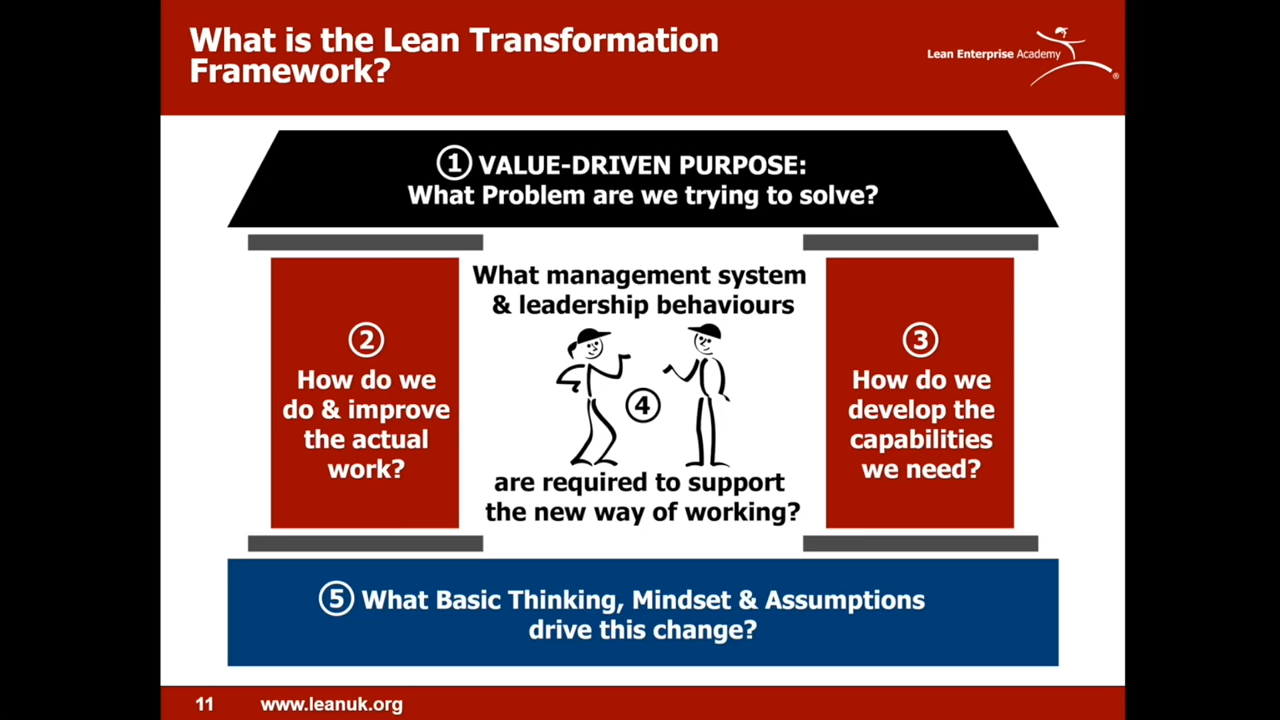 What is the Lean Transformation
Framework?
Lean Enterprise Academy
®
① VALUE-DRIVEN PURPOSE:
What Problem are we trying to solve?
②
How do we
do & improve
the actual
work?
What management system
& leadership behaviours
④
are required to support
the new way of working?
③
How do we
develop the
capabilities
we need?
⑤ What Basic Thinking, Mindset & Assumptions
drive this change?
11 www.leanuk.org